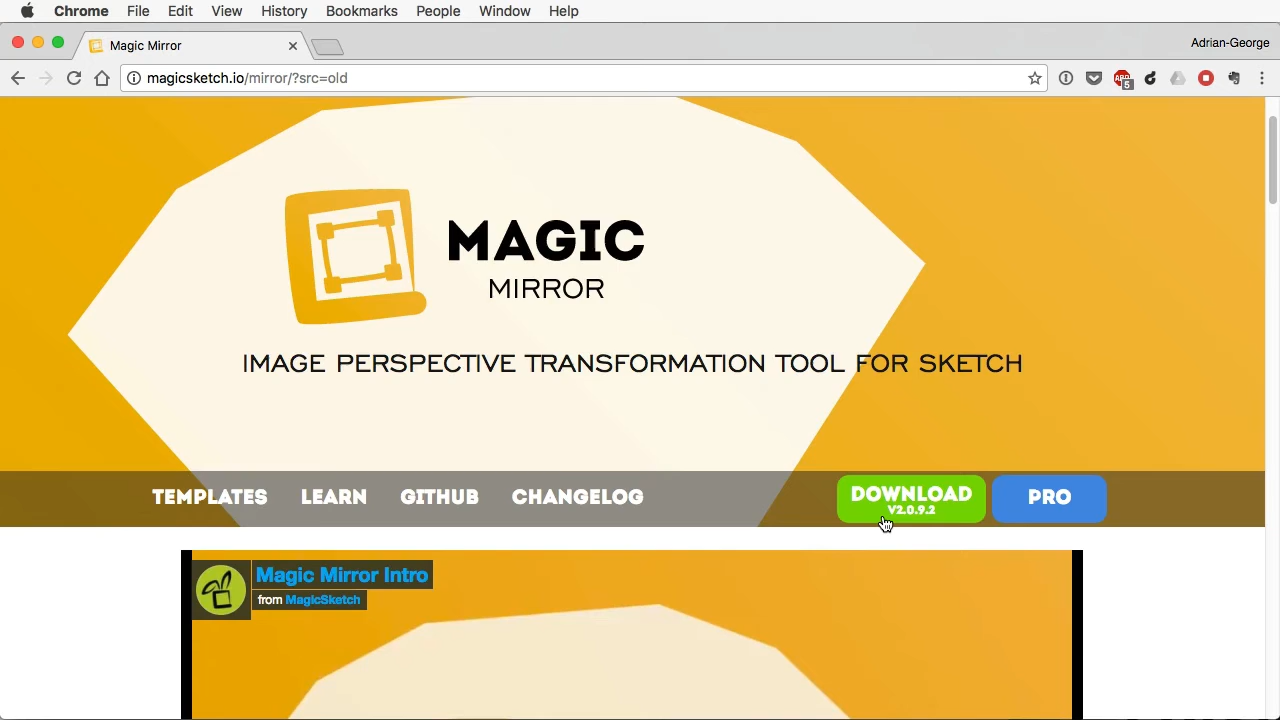 Chrome File Edit View History Bookmarks People Window Help
Magic Mirror
Adrian-George
magicsketch.io/mirror/?src=old
ABP
5
MAGIC
MIRROR
IMAGE PERSPECTIVE TRANSFORMATION TOOL FOR SKETCH
TEMPLATES LEARN GITHUB CHANGELOG
DOWNLOAD
V2.0.9.2
PRO
Magic Mirror Intro
from MagicSketch